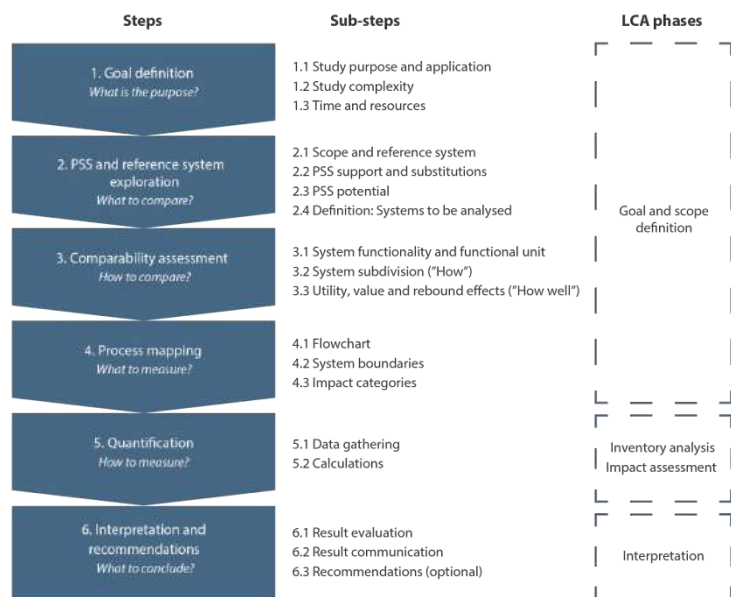 Steps
Sub-steps
LCA phases
1. Goal definition
What is the purpose?
1.1 Study purpose and application
1.2 Study complexity
1.3 Time and resources
2. PSS and reference system
exploration
What to compare?
2.1 Scope and reference system
2.2 PSS support and substitutions
2.3 PSS potential
2.4 Definition: Systems to be analysed
Goal and scope
definition
3. Comparability assessment
How to compare?
3.1 System functionality and functional unit
3.2 System subdivision ("How")
3.3 Utility, value and rebound effects ("How well")
4. Process mapping
What to measure?
4.1 Flowchart
4.2 System boundaries
4.3 Impact categories
5. Quantification
How to measure?
5.1 Data gathering
5.2 Calculations
Inventory analysis
Impact assessment
6. Interpretation and
recommendations
What to conclude?
6.1 Result evaluation
6.2 Result communication
6.3 Recommendations (optional)
Interpretation